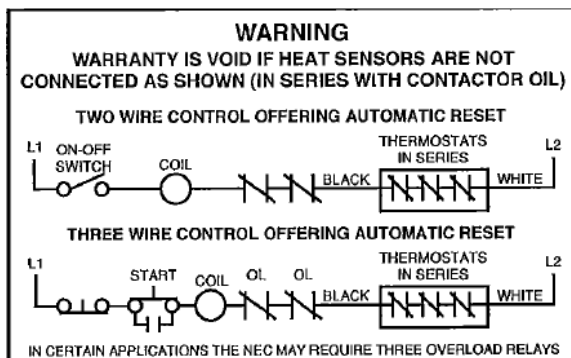 WARNING
WARRANTY IS VOID IF HEAT SENSORS ARE NOT
CONNECTED AS SHOWN (IN SERIES WITH CONTACTOR OIL)
TWO WIRE CONTROL OFFERING AUTOMATIC RESET
L1 ON-OFF SWITCH COIL BLACK THERMOSTATS IN SERIES WHITE L2
THREE WIRE CONTROL OFFERING AUTOMATIC RESET
L1 START COIL OL OL BLACK THERMOSTATS IN SERIES WHITE L2
IN CERTAIN APPLICATIONS THE NEC MAY REQUIRE THREE OVERLOAD RELAYS